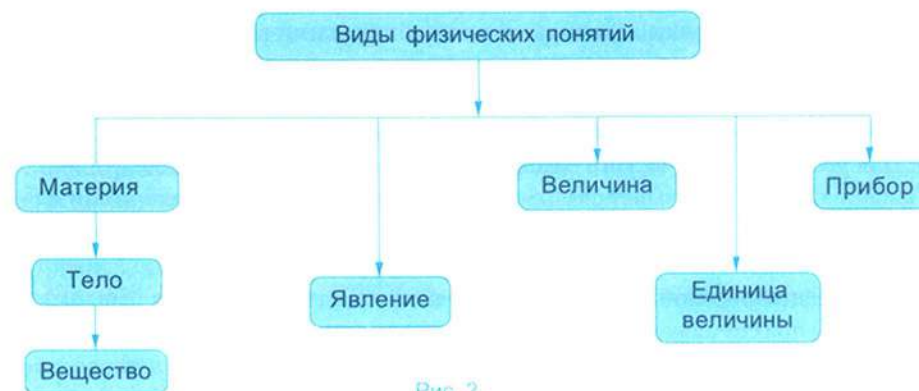 Виды физических понятий
Материя
Величина
Прибор
Тело
Явление
Единица
величины
Вещество
Рис. 2